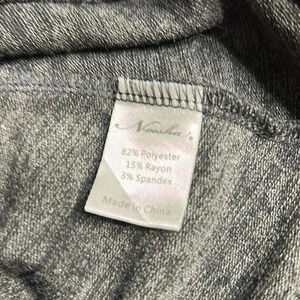 82% Polyester
15% Rayon
3% Spandex
Made in China